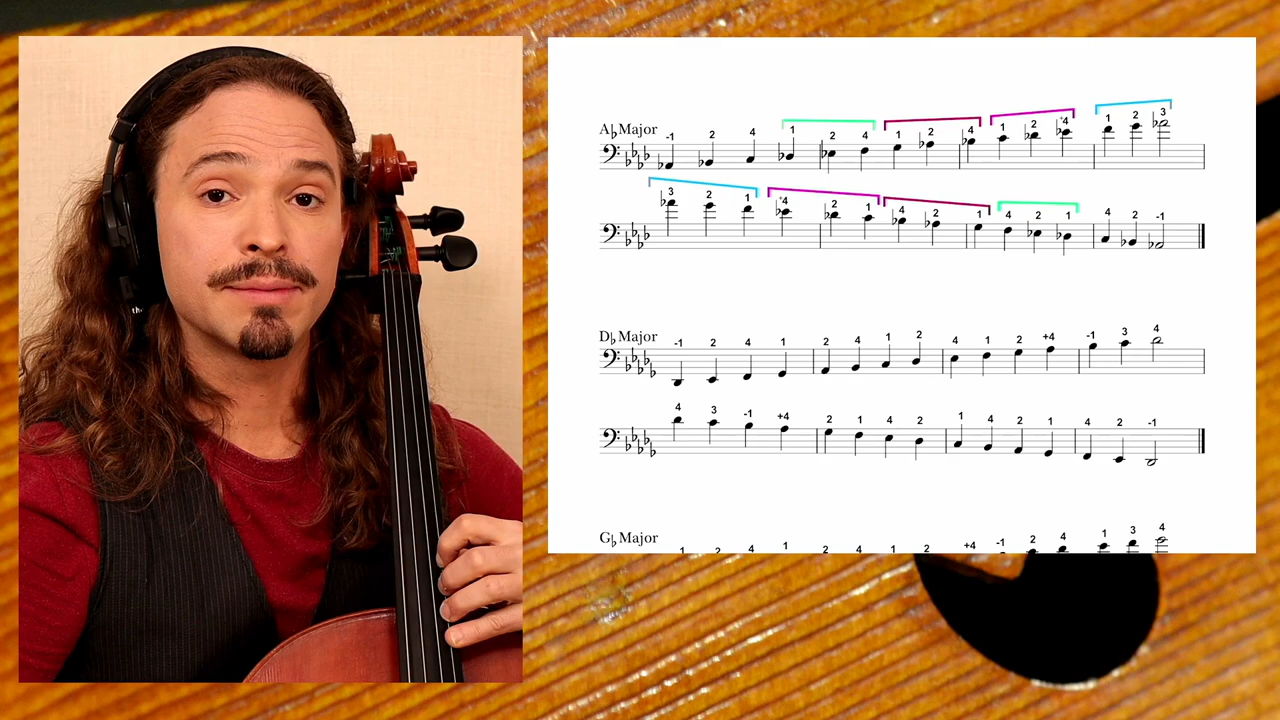 A♭ Major
-1 2 4 1 2 4 1 2 4 1 2 +4 1 2 3
3 2 1 +4 2 1 4 2 1 4 2 1 4 2 -1
D♭ Major
-1 2 4 1 2 4 1 2 4 1 2 +4 -1 3 4
4 3 -1 +4 2 1 4 2 1 4 2 1 4 2 -1
G♭ Major
1 2 4 1 2 4 1 2 +4 -1 2 4 1 3 4